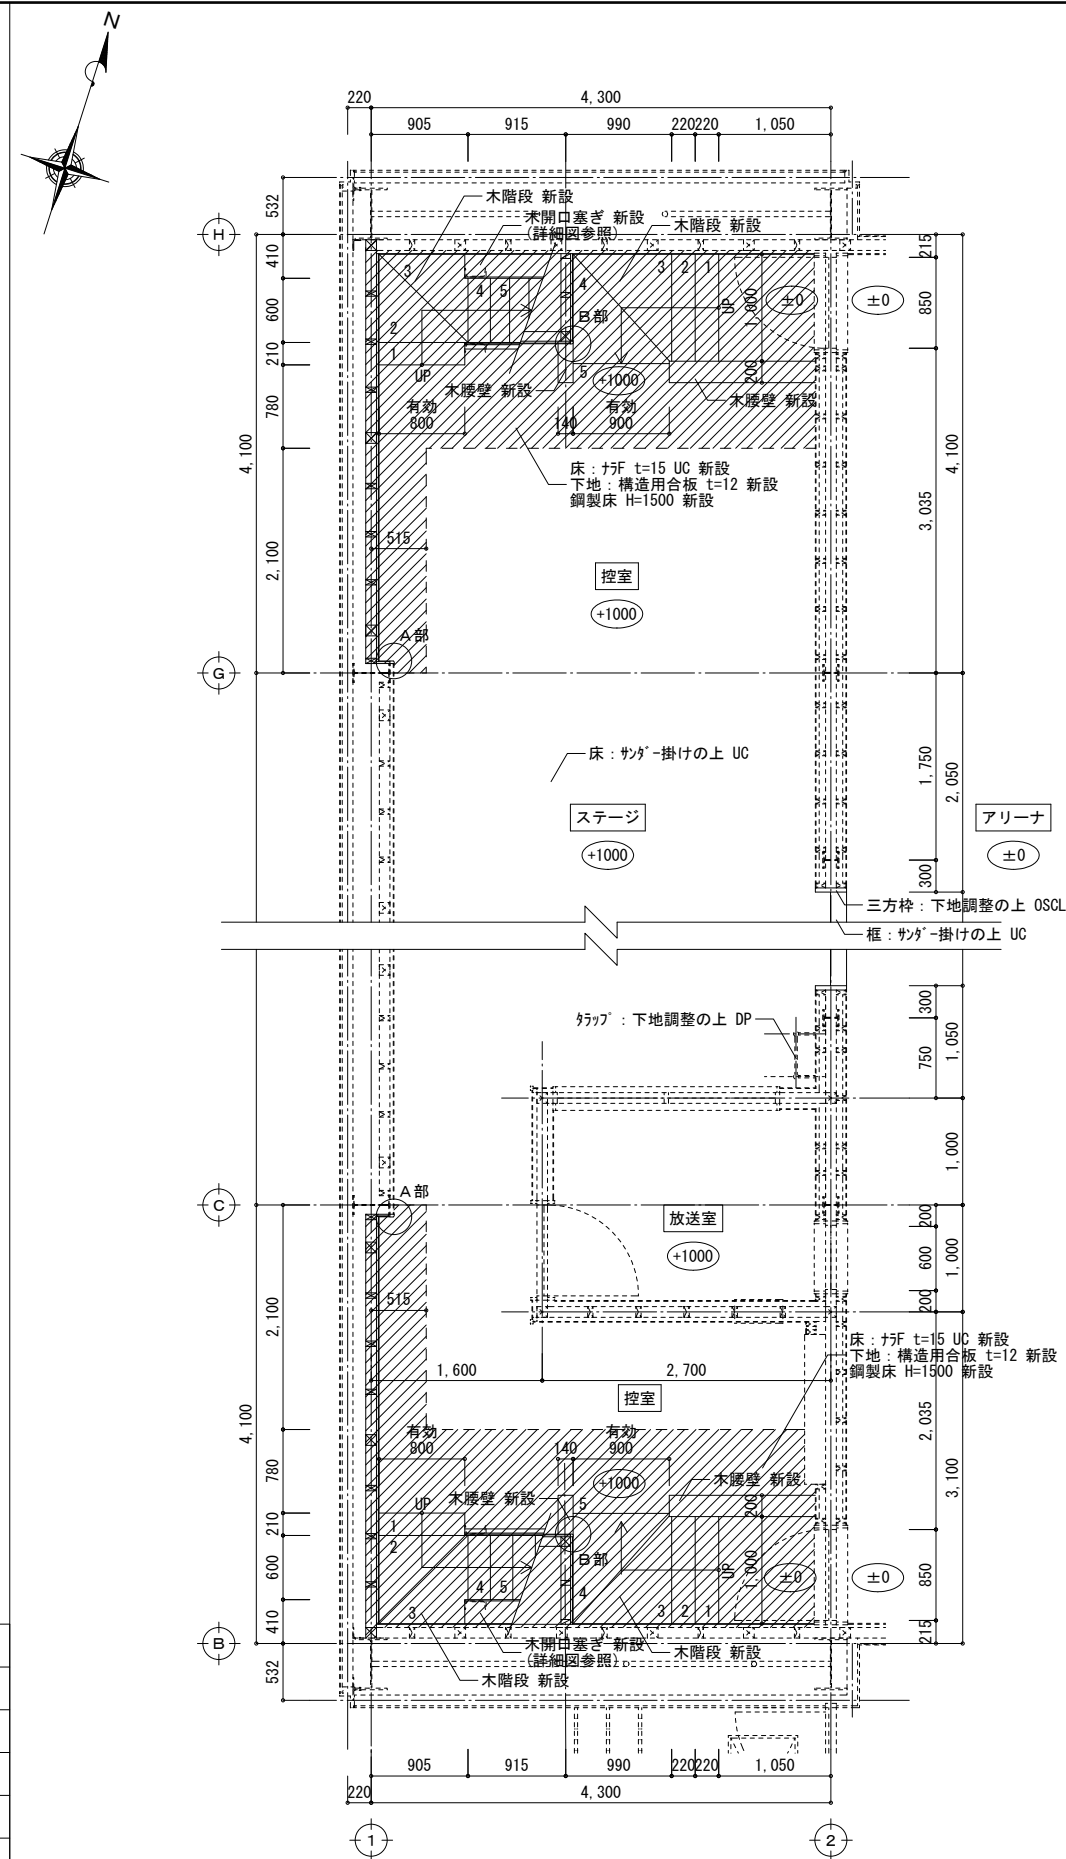 N
220
4,300
905
915
990
220
220
1,050
532
H
410
600
210
780
4,100
2,100
215
850
3,035
4,100
木階段 新設
木開口塞ぎ 新設
(詳細図参照)
木階段 新設
3
4
5
2
1
UP
4
3
2
1
UP
1,000
±0
±0
B部
5
+1000
200
木腰壁 新設
木腰壁 新設
有効
800
140
有効
900
床：ﾅﾗF t=15 UC 新設
下地：構造用合板 t=12 新設
鋼製床 H=1500 新設
515
控室
+1000
A部
G
床：ｻﾝﾀﾞｰ掛けの上 UC
ステージ
+1000
1,750
2,050
300
アリーナ
±0
三方枠：下地調整の上 OSCL
框：ｻﾝﾀﾞｰ掛けの上 UC
ﾀﾗｯﾌﾟ：下地調整の上 DP
300
750
1,050
1,000
C
A部
放送室
+1000
200
600
200
1,000
515
2,100
床：ﾅﾗF t=15 UC 新設
下地：構造用合板 t=12 新設
鋼製床 H=1500 新設
1,600
2,700
控室
4,100
有効
800
140
有効
900
+1000
780
2,035
3,100
木腰壁 新設
木腰壁 新設
UP
5
200
210
1
2
B部
UP
1,000
±0
±0
600
850
4
5
4
3
3
2
1
410
215
B
木開口塞ぎ 新設
(詳細図参照)
木階段 新設
木階段 新設
532
905
915
990
220
220
1,050
220
4,300
1
2